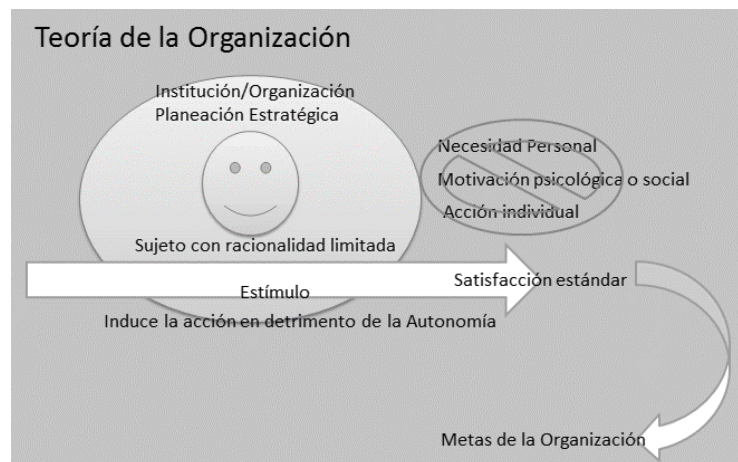 Teoría de la Organización
Institución/Organización
Planeación Estratégica
Necesidad Personal
Motivación psicológica o social
Acción individual
Sujeto con racionalidad limitada
Estímulo
Satisfacción estándar
Induce la acción en detrimento de la Autonomía
Metas de la Organización